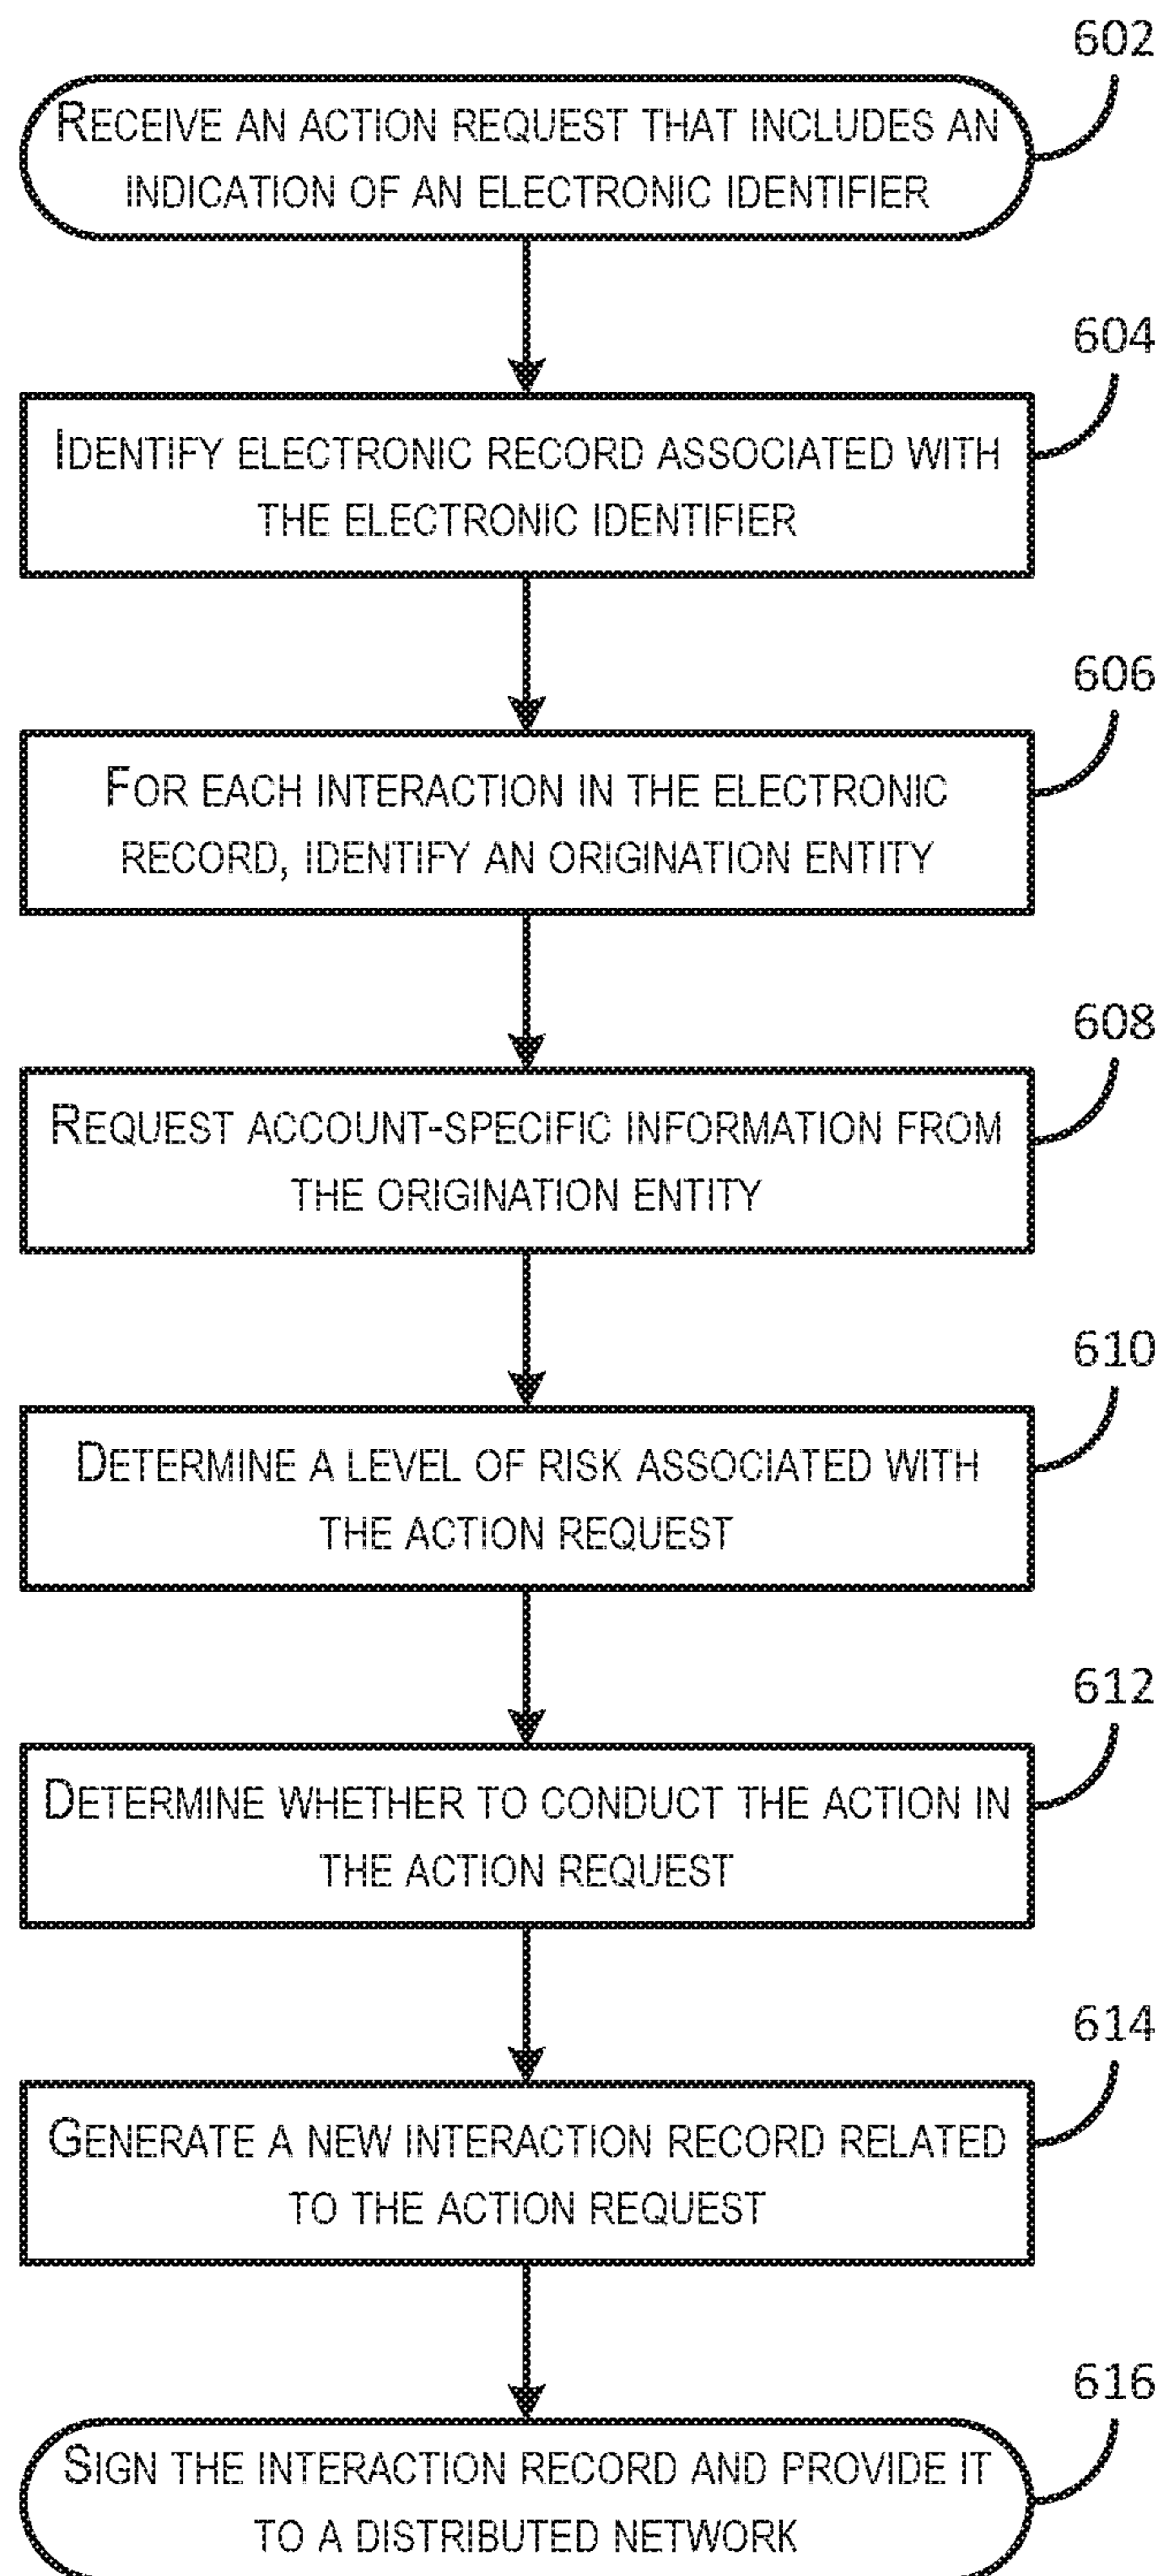 602
RECEIVE AN ACTION REQUEST THAT INCLUDES AN
INDICATION OF AN ELECTRONIC IDENTIFIER
604
IDENTIFY ELECTRONIC RECORD ASSOCIATED WITH
THE ELECTRONIC IDENTIFIER
606
FOR EACH INTERACTION IN THE ELECTRONIC
RECORD, IDENTIFY AN ORIGINATION ENTITY
608
REQUEST ACCOUNT-SPECIFIC INFORMATION FROM
THE ORIGINATION ENTITY
610
DETERMINE A LEVEL OF RISK ASSOCIATED WITH
THE ACTION REQUEST
612
DETERMINE WHETHER TO CONDUCT THE ACTION IN
THE ACTION REQUEST
614
GENERATE A NEW INTERACTION RECORD RELATED
TO THE ACTION REQUEST
616
SIGN THE INTERACTION RECORD AND PROVIDE IT
TO A DISTRIBUTED NETWORK